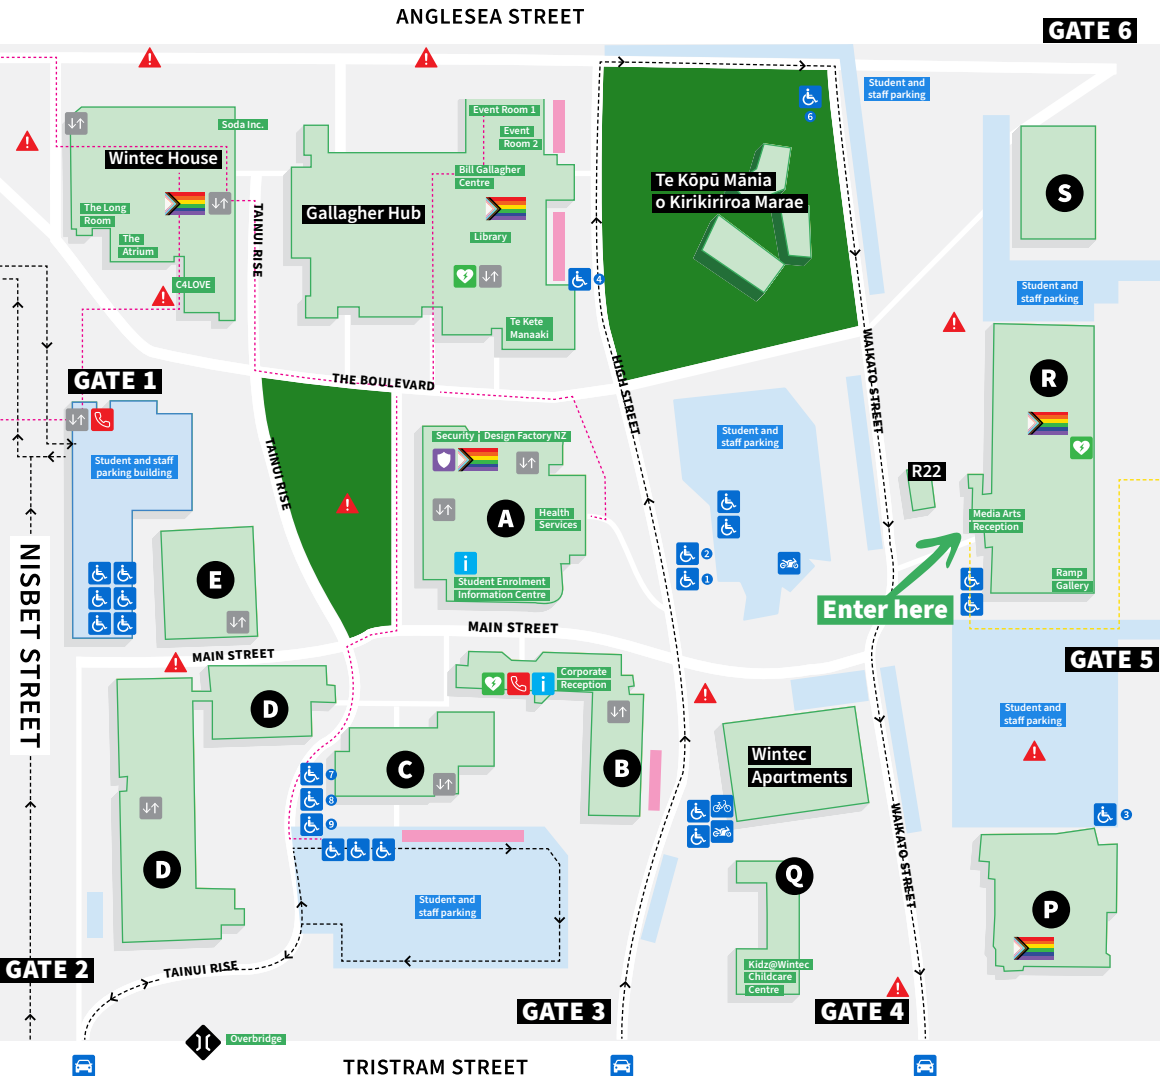 ANGLESEA STREET
GATE 6
Student and
staff parking
6
Soda Inc.
Wintec House
The Long
Room
The
Atrium
C4LOVE
TAINUI RISE
Event Room 1
Event
Room 2
Bill Gallagher
Centre
Gallagher Hub
Library
Te Kete
Manaaki
4
Te Kōpū Mānia
o Kirikiriroa Marae
S
Student and
staff parking
GATE 1
THE BOULEVARD
HIGH STREET
WAIKATO STREET
R
Student and staff
parking building
TAINUI RISE
Security
Design Factory NZ
A
Health
Services
Student Enrolment
Information Centre
Student and
staff parking
2
1
R22
Media Arts
Reception
Ramp
Gallery
Enter here
NISBET STREET
E
MAIN STREET
MAIN STREET
GATE 5
D
Corporate
Reception
Student and
staff parking
C
B
Wintec
Apartments
7
8
9
3
D
WAIKATO STREET
Q
P
Student and
staff parking
GATE 2
TAINUI RISE
Kidz@Wintec
Childcare
Centre
GATE 3
GATE 4
Overbridge
TRISTRAM STREET